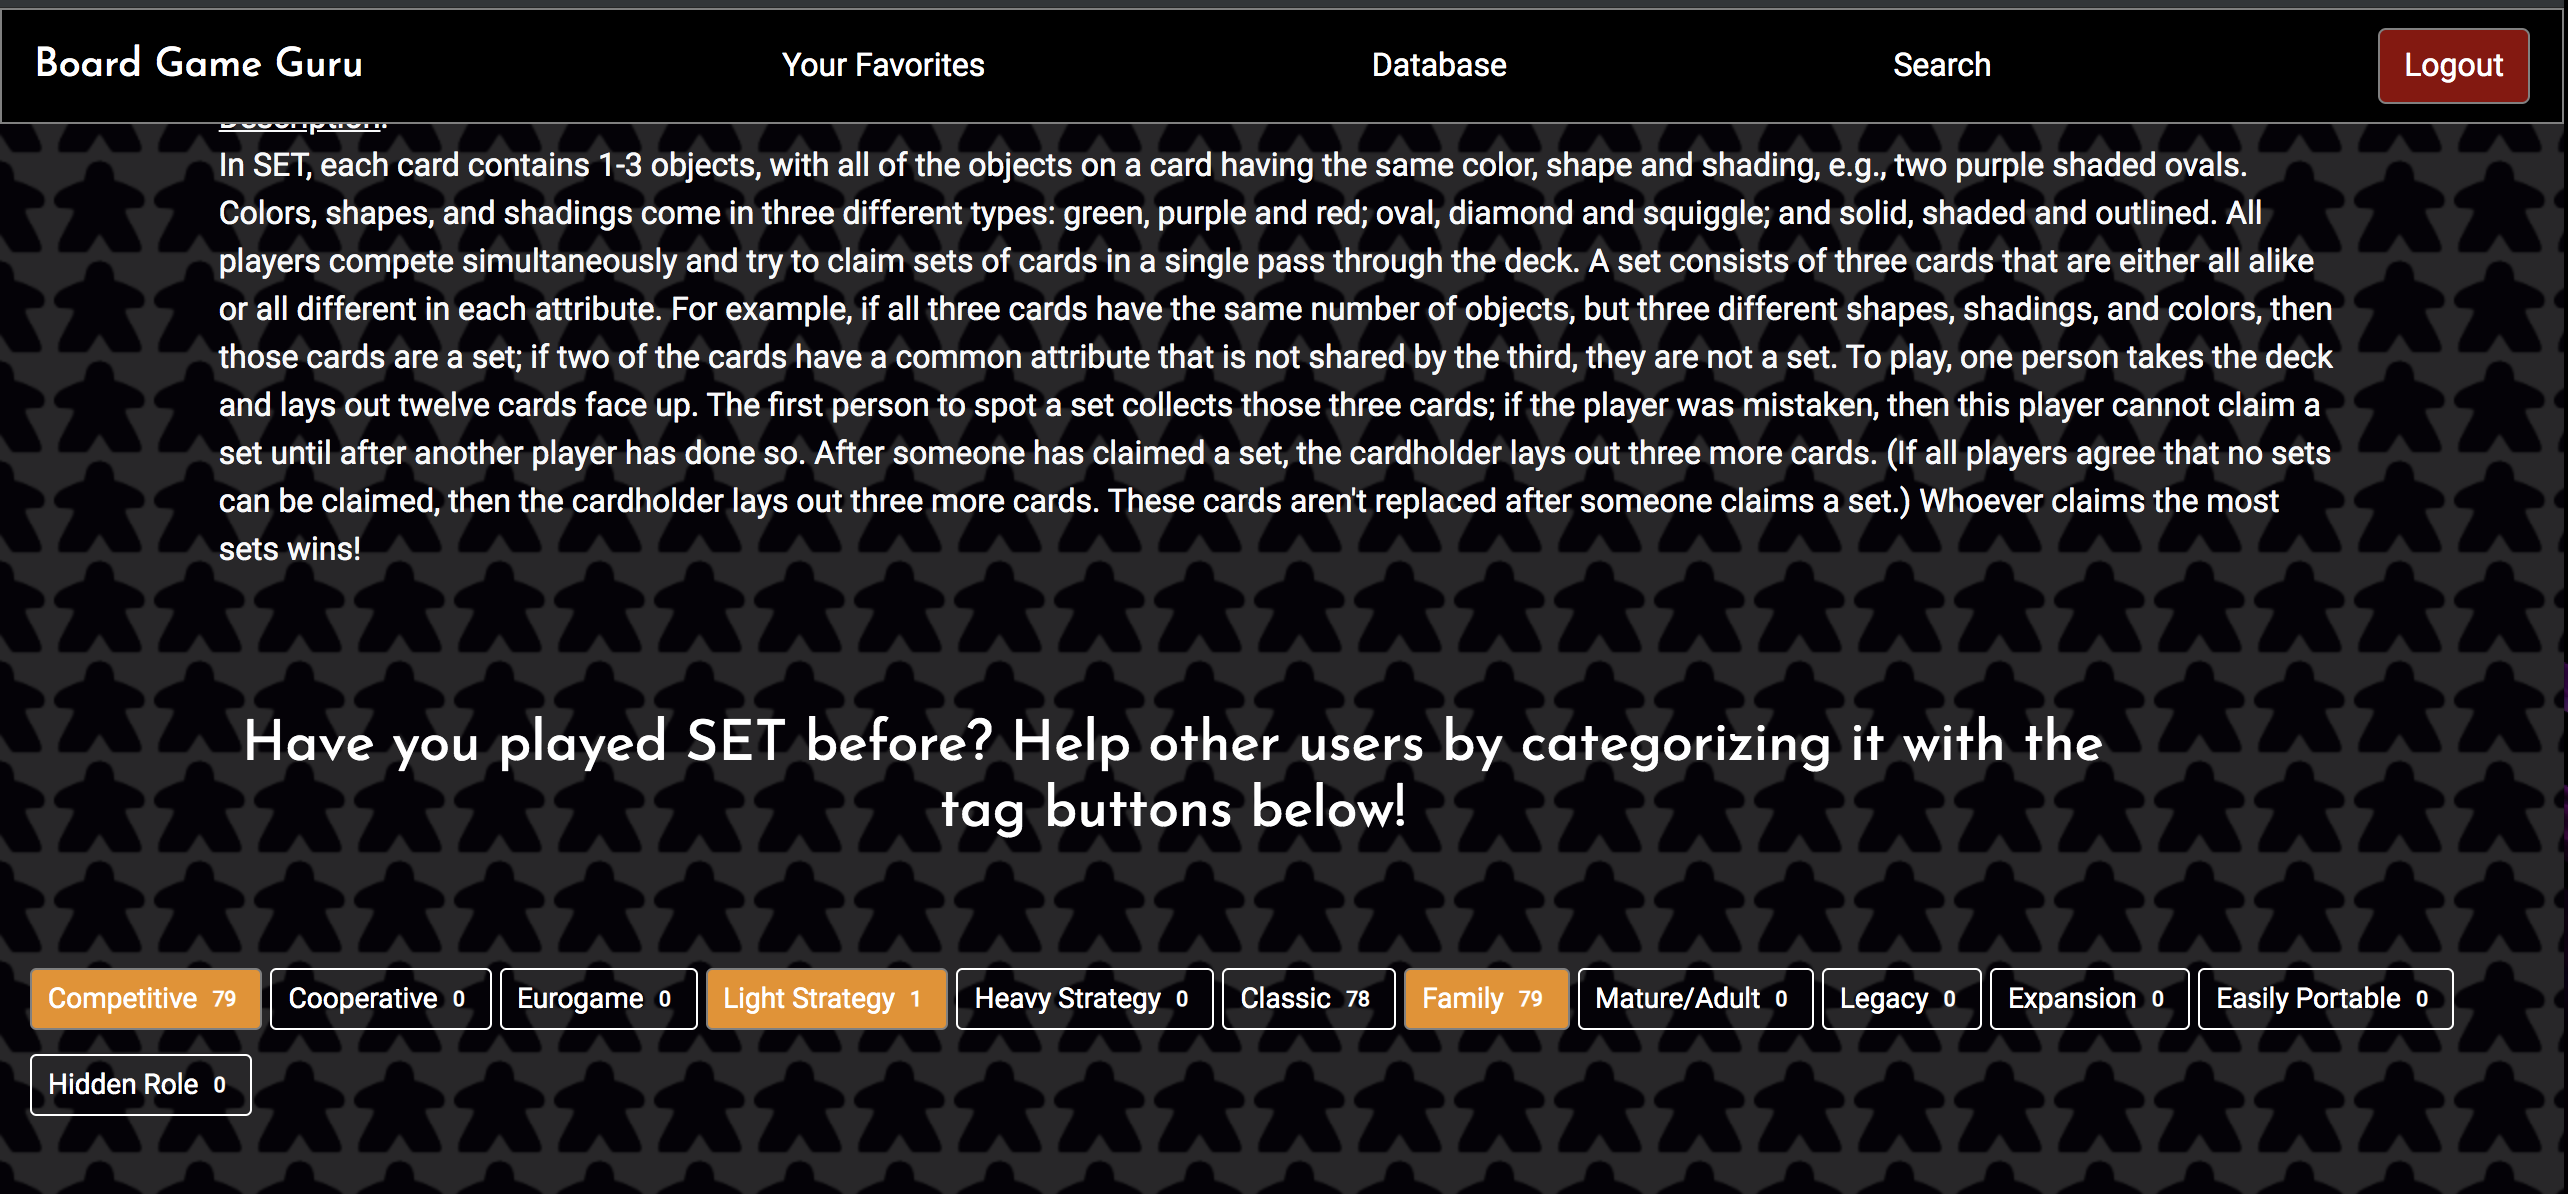 Board Game Guru
Your Favorites
Database
Search
Logout
Description:
In SET, each card contains 1-3 objects, with all of the objects on a card having the same color, shape and shading, e.g., two purple shaded ovals.
Colors, shapes, and shadings come in three different types: green, purple and red; oval, diamond and squiggle; and solid, shaded and outlined. All
players compete simultaneously and try to claim sets of cards in a single pass through the deck. A set consists of three cards that are either all alike
or all different in each attribute. For example, if all three cards have the same number of objects, but three different shapes, shadings, and colors, then
those cards are a set; if two of the cards have a common attribute that is not shared by the third, they are not a set. To play, one person takes the deck
and lays out twelve cards face up. The first person to spot a set collects those three cards; if the player was mistaken, then this player cannot claim a
set until after another player has done so. After someone has claimed a set, the cardholder lays out three more cards. (If all players agree that no sets
can be claimed, then the cardholder lays out three more cards. These cards aren't replaced after someone claims a set.) Whoever claims the most
sets wins!
Have you played SET before? Help other users by categorizing it with the
tag buttons below!
Competitive 79
Cooperative 0
Eurogame 0
Light Strategy 1
Heavy Strategy 0
Classic 78
Family 79
Mature/Adult 0
Legacy 0
Expansion 0
Easily Portable 0
Hidden Role 0